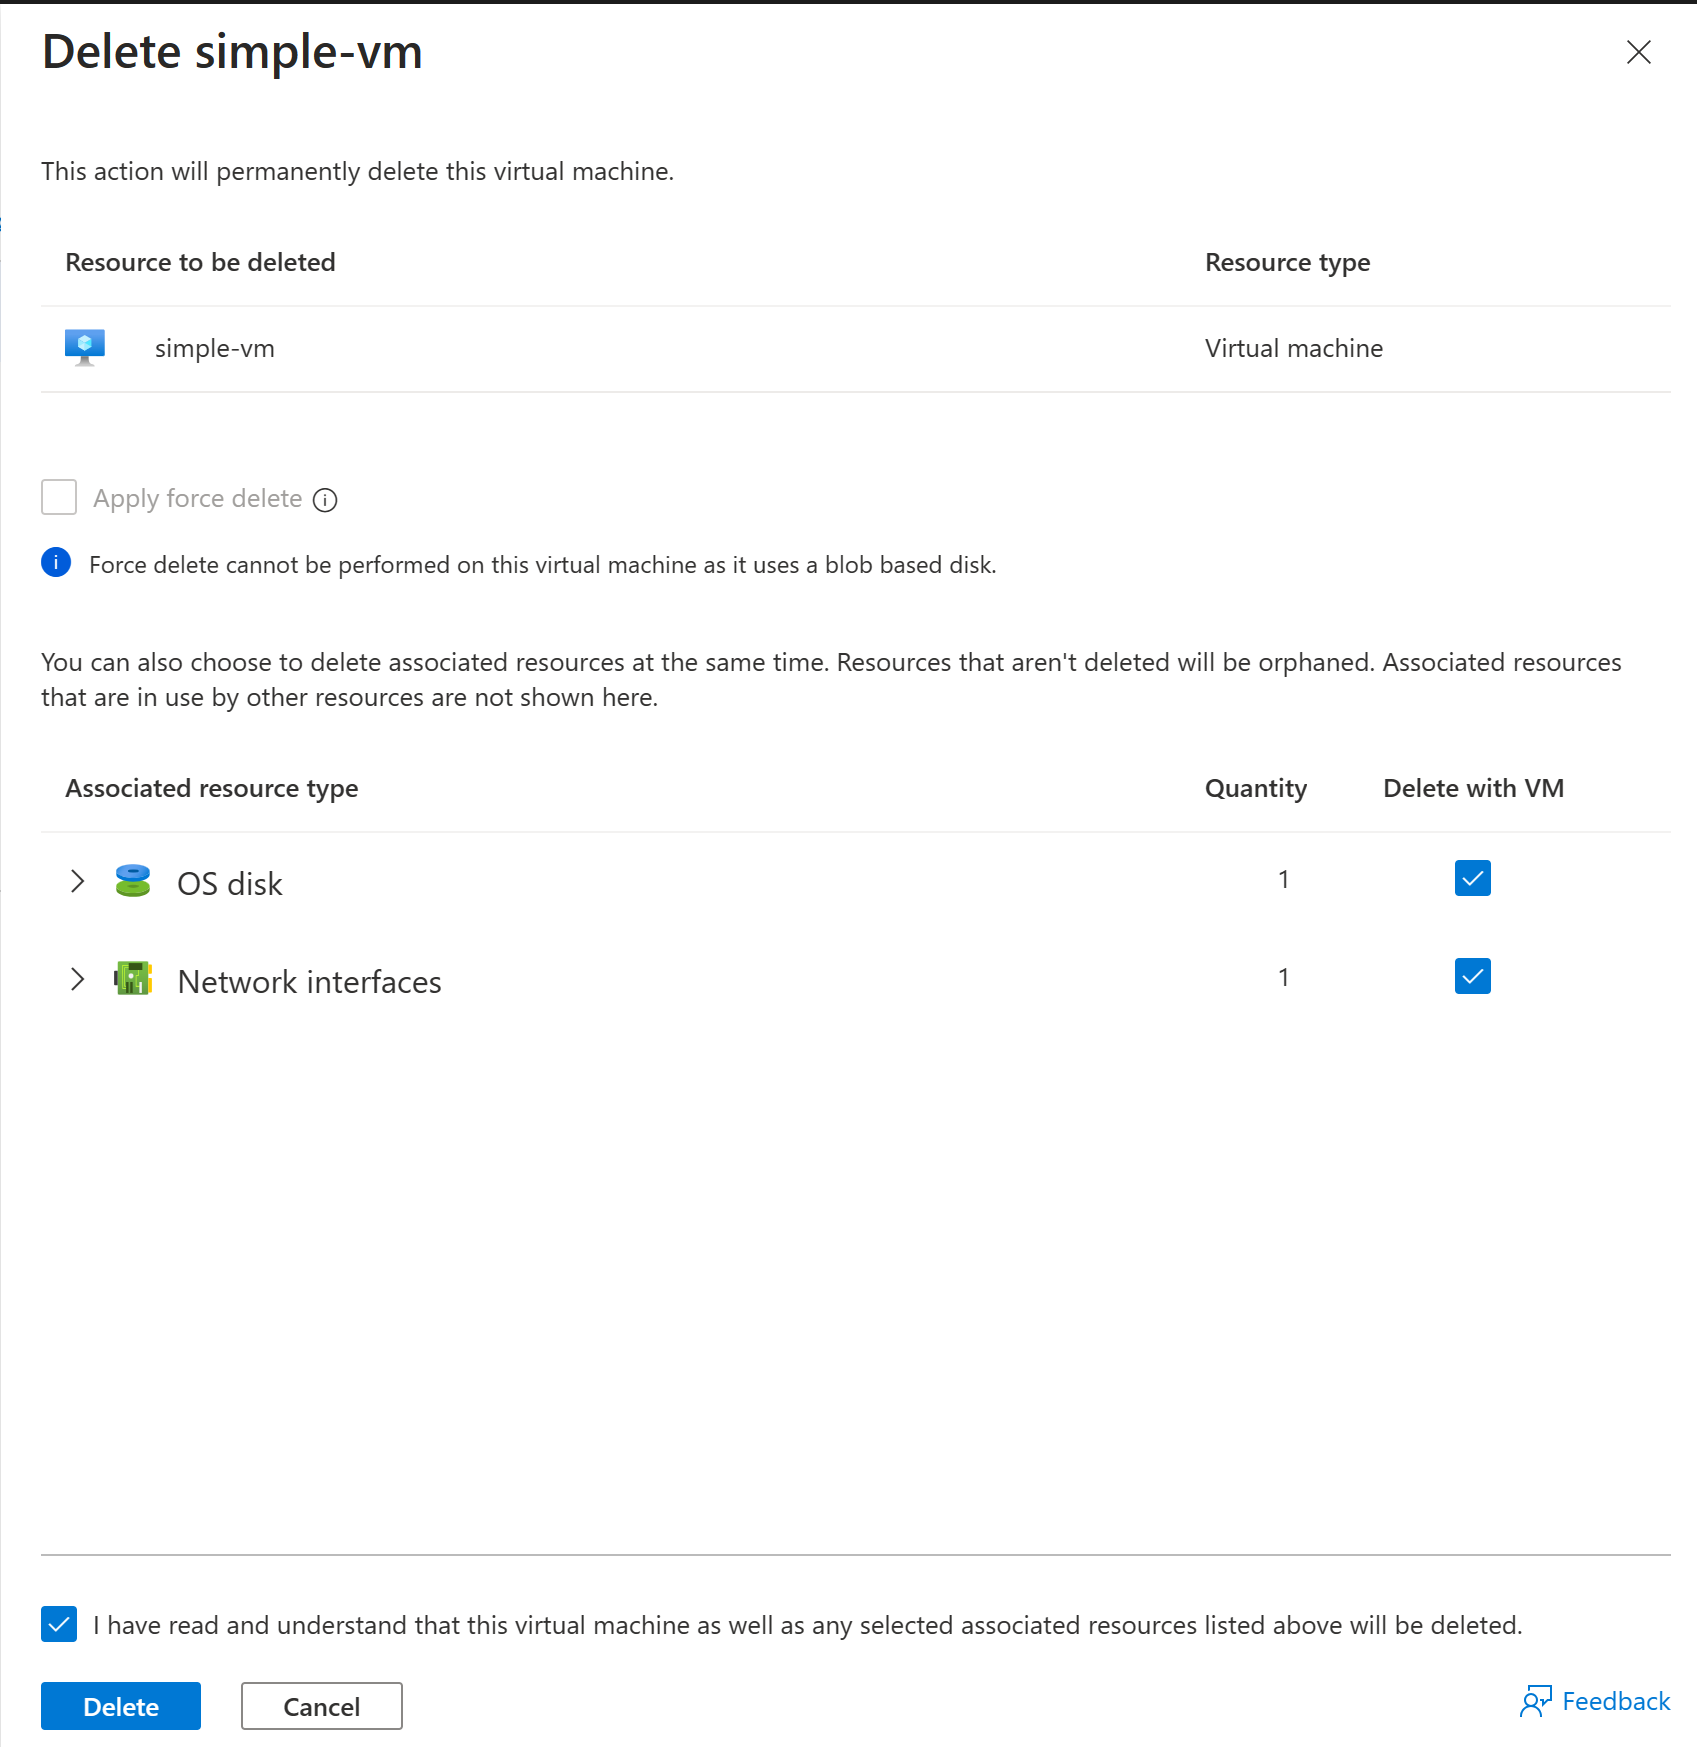 Delete simple-vm
This action will permanently delete this virtual machine.
Resource to be deleted Resource type
simple-vm Virtual machine
Apply force delete
Force delete cannot be performed on this virtual machine as it uses a blob based disk.
You can also choose to delete associated resources at the same time. Resources that aren't deleted will be orphaned. Associated resources
that are in use by other resources are not shown here.
Associated resource type Quantity Delete with VM
OS disk 1
Network interfaces 1
I have read and understand that this virtual machine as well as any selected associated resources listed above will be deleted.
Delete Cancel Feedback